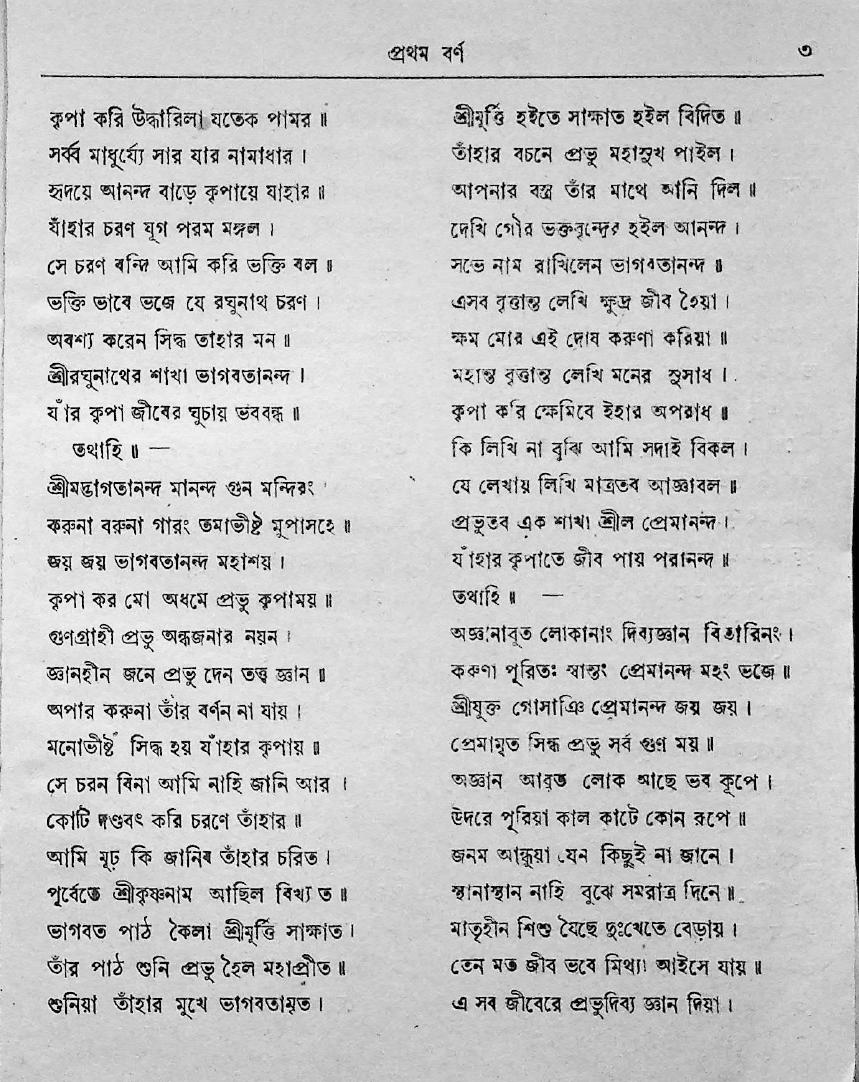 প্রথম বর্ণ ৩
কৃপা করি উদ্ধারিলা যতেক পামর ॥
সর্ব্ব মাধুর্য্যে সার যার নামাধার ।
হৃদয়ে আনন্দ বাড়ে কৃপায়ে যাহার ॥
যাঁহার চরণ যুগ পরম মঙ্গল ।
সে চরণ বন্দি আমি করি ভক্তি বল ॥
ভক্তি ভাবে ভজে যে রঘুনাথ চরণ ।
অবশ্য করেন সিদ্ধ তাহার মন ॥
শ্রীরঘুনাথের শাখা ভাগবতানন্দ ।
যাঁর কৃপা জীবের ঘুচায় ভববন্ধ ॥
তথাহি ॥ —
শ্রীমদ্ভাগতানন্দ মানন্দ গুন মন্দিরং
করুনা বরুনা গারং তমাভীষ্ট মুপাসহে ॥
জয় জয় ভাগবতানন্দ মহাশয় ।
কৃপা কর মো অধমে প্রভু কৃপাময় ॥
গুণগ্রাহী প্রভু অন্ধজনার নয়ন ।
জ্ঞানহীন জনে প্রভু দেন তত্ত্ব জ্ঞান ॥
অপার করুনা তাঁর বর্ণন না যায় ।
মনোভীষ্ট সিদ্ধ হয় যাঁহার কৃপায় ॥
সে চরন বিনা আমি নাহি জানি আর ।
কোটি দণ্ডবৎ করি চরণে তাঁহার ॥
আমি মূঢ় কি জানিব তাঁহার চরিত ।
পূর্বেতে শ্রীকৃষ্ণনাম আছিল বিখ্যত ॥
ভাগবত পাঠ কৈলা শ্রীমূর্ত্তি সাক্ষাত ।
তাঁর পাঠ শুনি প্রভু হৈল মহাপ্রীত ॥
শুনিয়া তাঁহার মুখে ভাগবতামৃত ।
শ্রীমূর্ত্তি হইতে সাক্ষাত হইল বিদিত ॥
তাঁহার বচনে প্রভু মহাসুখ পাইল ।
আপনার বস্ত্র তাঁর মাথে আনি দিল ॥
দেখি গৌর ভক্তবৃন্দের হইল আনন্দ ।
সভে নাম রাখিলেন ভাগবতানন্দ ॥
এসব বৃত্তান্ত লেখি ক্ষুদ্র জীব হৈয়া ।
ক্ষম মোর এই দোষ করুণা করিয়া ॥
মহান্ত বৃত্তান্ত লেখি মনের সুসাধ ।
কৃপা করি ক্ষেমিবে ইহার অপরাধ ॥
কি লিখি না বুঝি আমি সদাই বিকল ।
যে লেখায় লিখি মাত্রতব আজ্ঞাবল ॥
প্রভুতব এক শাখা শ্রীল প্রেমানন্দ ।
যাঁহার কৃপাতে জীব পায় পরানন্দ ॥
তথাহি ॥ —
অজ্ঞানাবৃত লোকানাং দিব্যজ্ঞান বিতারিনং ।
করুণা পূরিতঃ স্বান্তং প্রেমানন্দ মহং ভজে ॥
শ্রীযুক্ত গোসাঞি প্রেমানন্দ জয় জয় ।
প্রেমামৃত সিন্ধ প্রভু সর্ব গুণ ময় ॥
অজ্ঞান আবৃত লোক আছে ভব কূপে ।
উদরে পূরিয়া কাল কাটে কোন রূপে ॥
জনম আন্ধুয়া যেন কিছুই না জানে ।
স্থানাস্থান নাহি বুঝে সমরাত্র দিনে ॥
মাতৃহীন শিশু যৈছে দুঃখেতে বেড়ায় ।
তেন মত জীব ভবে মিথ্যা আইসে যায় ॥
এ সব জীবেরে প্রভুদিব্য জ্ঞান দিয়া ।